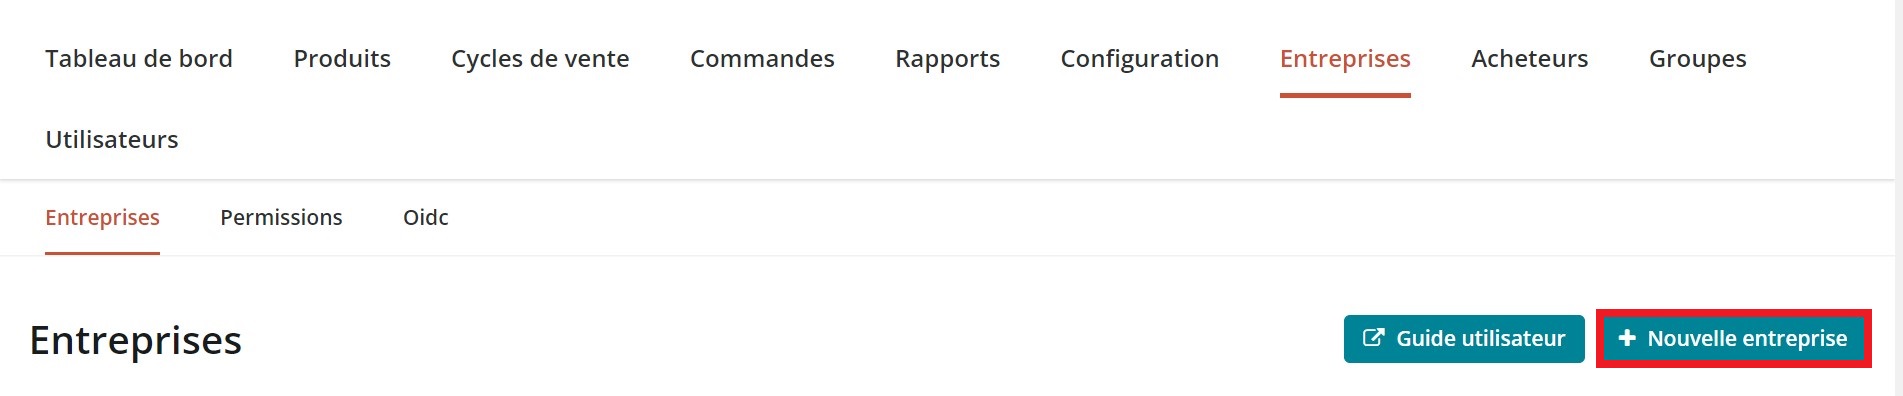 Tableau de bord Produits Cycles de vente Commandes Rapports Configuration Entreprises Acheteurs Groupes
Utilisateurs
Entreprises Permissions Oidc
Entreprises Guide utilisateur Nouvelle entreprise